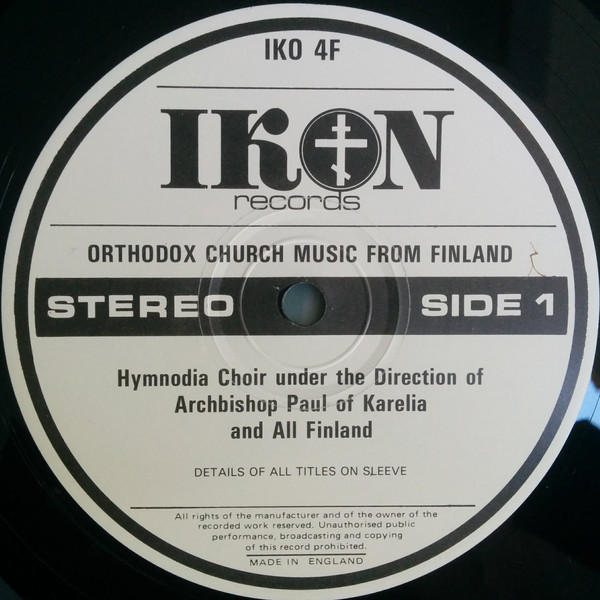 IKO 4F
IKON
records
ORTHODOX CHURCH MUSIC FROM FINLAND
STEREO SIDE 1
Hymnodia Choir under the Direction of
Archbishop Paul of Karelia
and All Finland
DETAILS OF ALL TITLES ON SLEEVE
All rights of the manufacturer and of the owner of the
recorded work reserved. Unauthorised public
performance, broadcasting and copying
of this record prohibited.
MADE IN ENGLAND